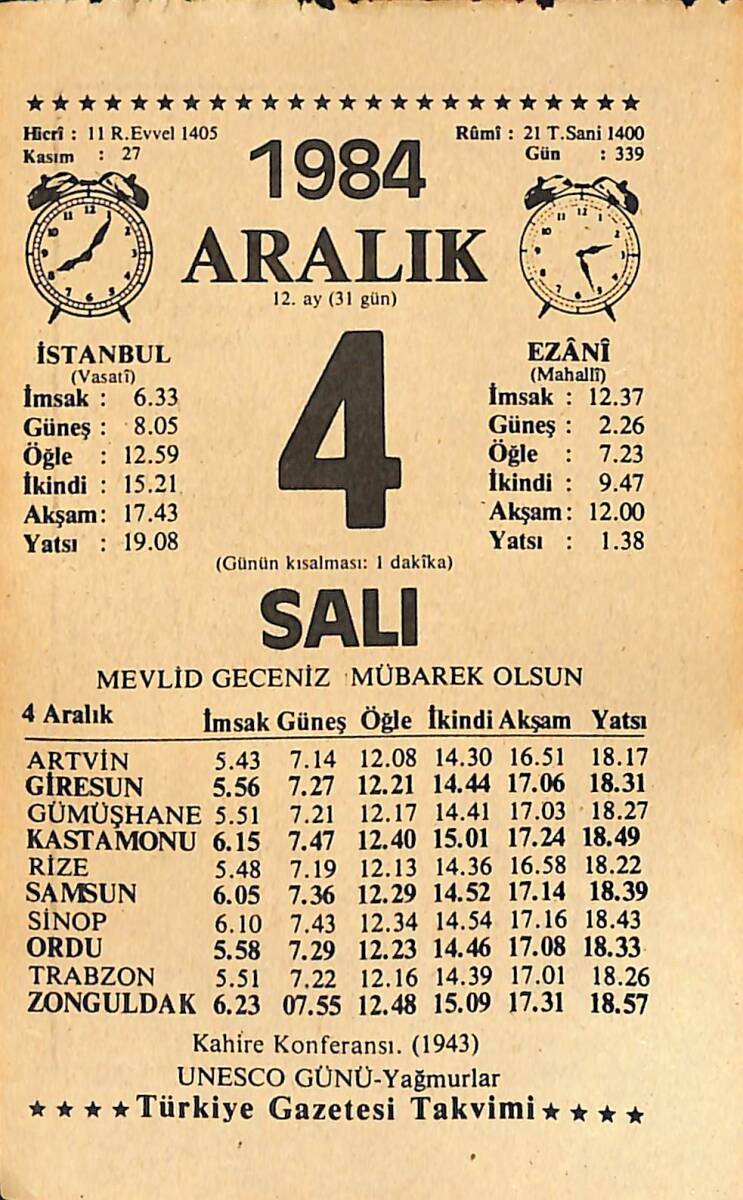 ★ ★ ★ ★ ★ ★ ★ ★ ★ ★ ★ ★ ★ ★ ★ ★ ★ ★ ★ ★ ★ ★ ★ ★
Hicrî : 11 R.Evvel 1405
Kasım : 27
1984
Rûmî : 21 T.Sani 1400
Gün : 339
ARALIK
12. ay (31 gün)
4
İSTANBUL
(Vasatî)
İmsak : 6.33
Güneş : 8.05
Öğle : 12.59
İkindi : 15.21
Akşam : 17.43
Yatsı : 19.08
EZÂNÎ
(Mahallî)
İmsak : 12.37
Güneş : 2.26
Öğle : 7.23
İkindi : 9.47
Akşam : 12.00
Yatsı : 1.38
(Günün kısalması: 1 dakîka)
SALI
MEVLİD GECENİZ MÜBAREK OLSUN
4 Aralık İmsak Güneş Öğle İkindi Akşam Yatsı
ARTVİN 5.43 7.14 12.08 14.30 16.51 18.17
GİRESUN 5.56 7.27 12.21 14.44 17.06 18.31
GÜMÜŞHANE 5.51 7.21 12.17 14.41 17.03 18.27
KASTAMONU 6.15 7.47 12.40 15.01 17.24 18.49
RİZE 5.48 7.19 12.13 14.36 16.58 18.22
SAMSUN 6.05 7.36 12.29 14.52 17.14 18.39
SİNOP 6.10 7.43 12.34 14.54 17.16 18.43
ORDU 5.58 7.29 12.23 14.46 17.08 18.33
TRABZON 5.51 7.22 12.16 14.39 17.01 18.26
ZONGULDAK 6.23 07.55 12.48 15.09 17.31 18.57
Kahire Konferansı. (1943)
UNESCO GÜNÜ-Yağmurlar
★ ★ ★ ★ Türkiye Gazetesi Takvimi ★ ★ ★ ★